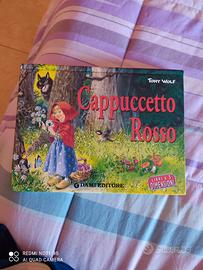 TONY WOLF
Cappuccetto
Rosso
DAMI EDITORE
REDMI NOTE 8T
AI QUAD CAMERA